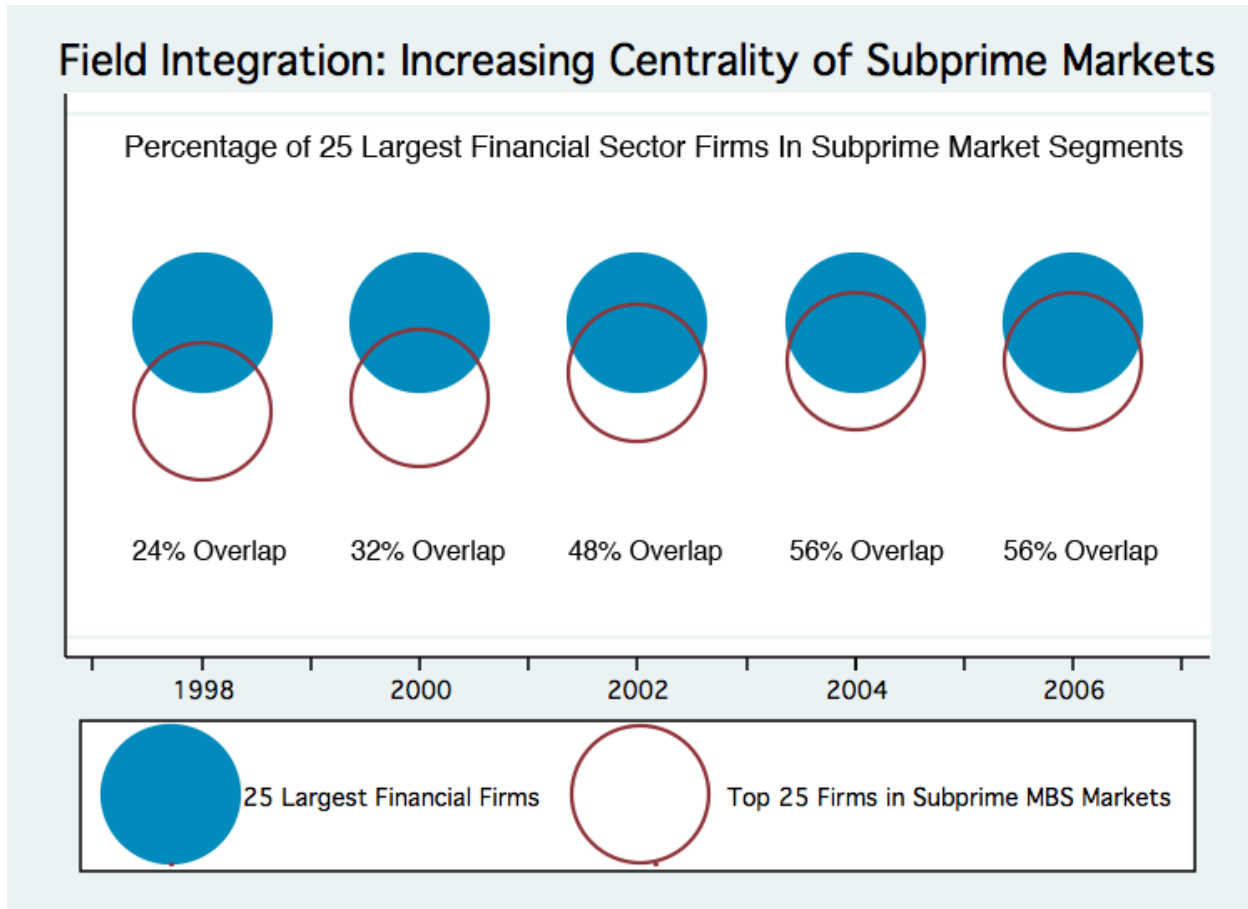 Field Integration: Increasing Centrality of Subprime Markets
Percentage of 25 Largest Financial Sector Firms In Subprime Market Segments
24% Overlap 32% Overlap 48% Overlap 56% Overlap 56% Overlap
1998 2000 2002 2004 2006
25 Largest Financial Firms Top 25 Firms in Subprime MBS Markets